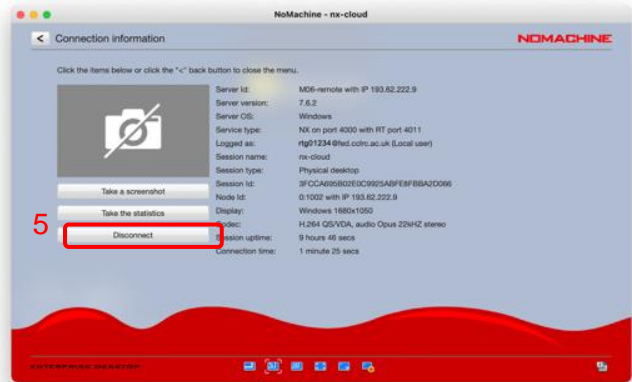 NoMachine - nx-cloud
< Connection information
NOMACHINE
Click the items below or click the "<" back button to close the menu.
Server Id: M06-remote with IP 193.62.222.9
Server version: 7.6.2
Server OS: Windows
Service type: NX on port 4000 with RT port 4011
Logged as: rtg01234@fed.cclrc.ac.uk (Local user)
Session name: nx-cloud
Session type: Physical desktop
Take a screenshot
Session Id: 3FCCA695B02E0C9925ABFE8FBBA2D066
Node Id: 0:1002 with IP 193.62.222.9
Take the statistics
Display: Windows 1680x1050
5
Codec: H.264 QS/VDA, audio Opus 22kHZ stereo
Disconnect
Session uptime: 9 hours 46 secs
Connection time: 1 minute 25 secs
ENTERPRISE DESKTOP